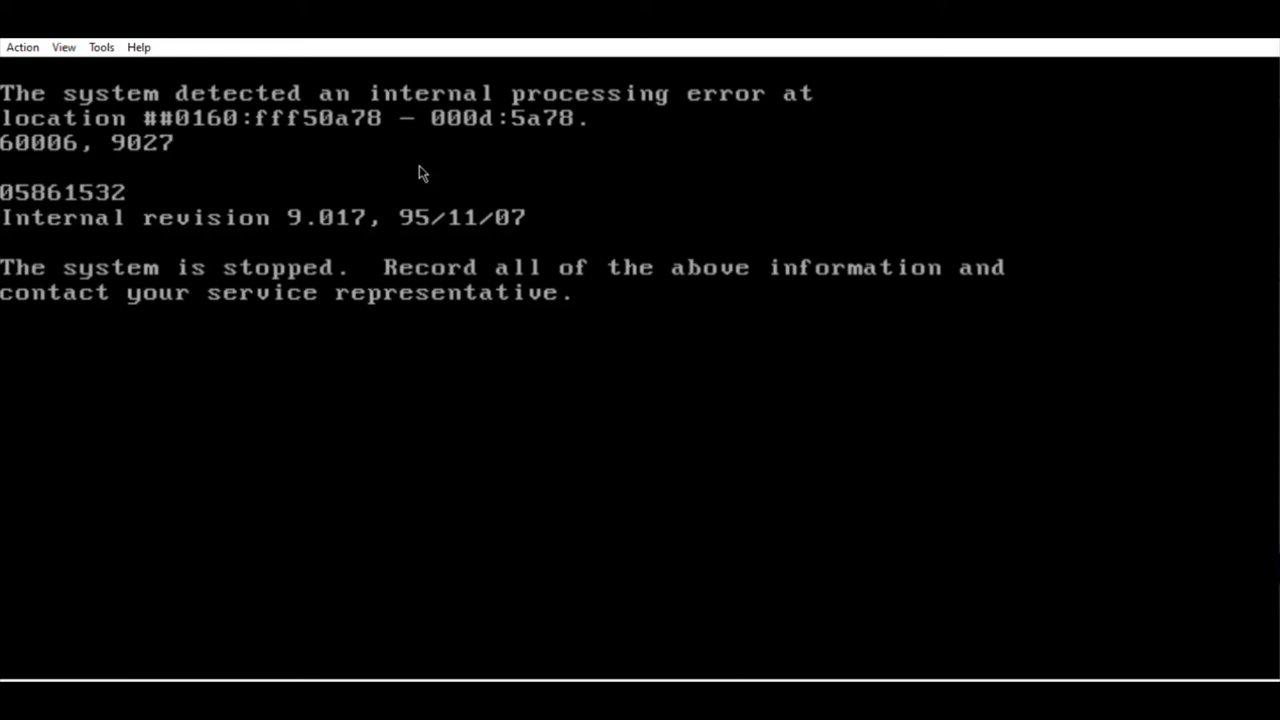 Action View Tools Help
The system detected an internal processing error at
location ##0160:fff50a78 - 000d:5a78.
60006, 9027
05861532
Internal revision 9.017, 95/11/07
The system is stopped.  Record all of the above information and
contact your service representative.